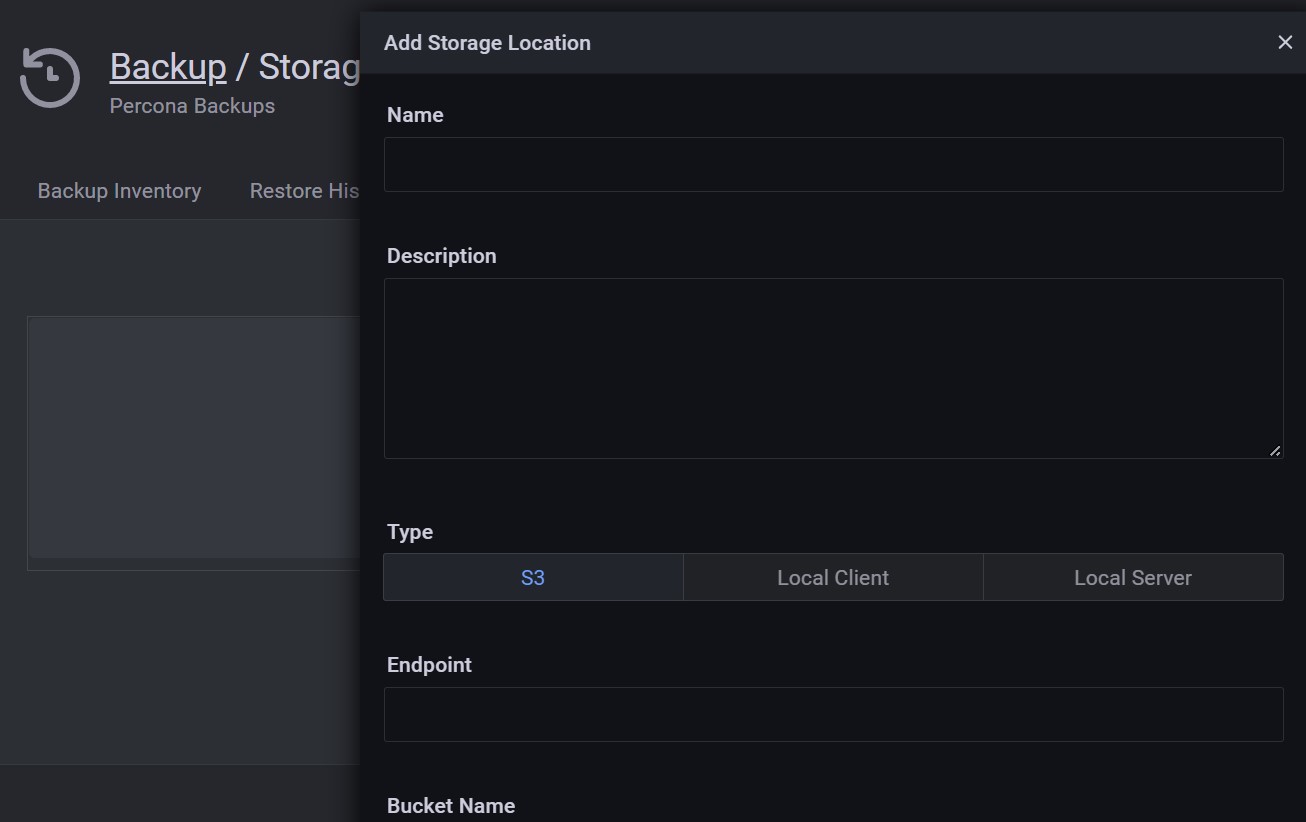 Add Storage Location
Backup / Storag
Percona Backups
Backup Inventory
Restore His
Name
Description
Type
S3
Local Client
Local Server
Endpoint
Bucket Name